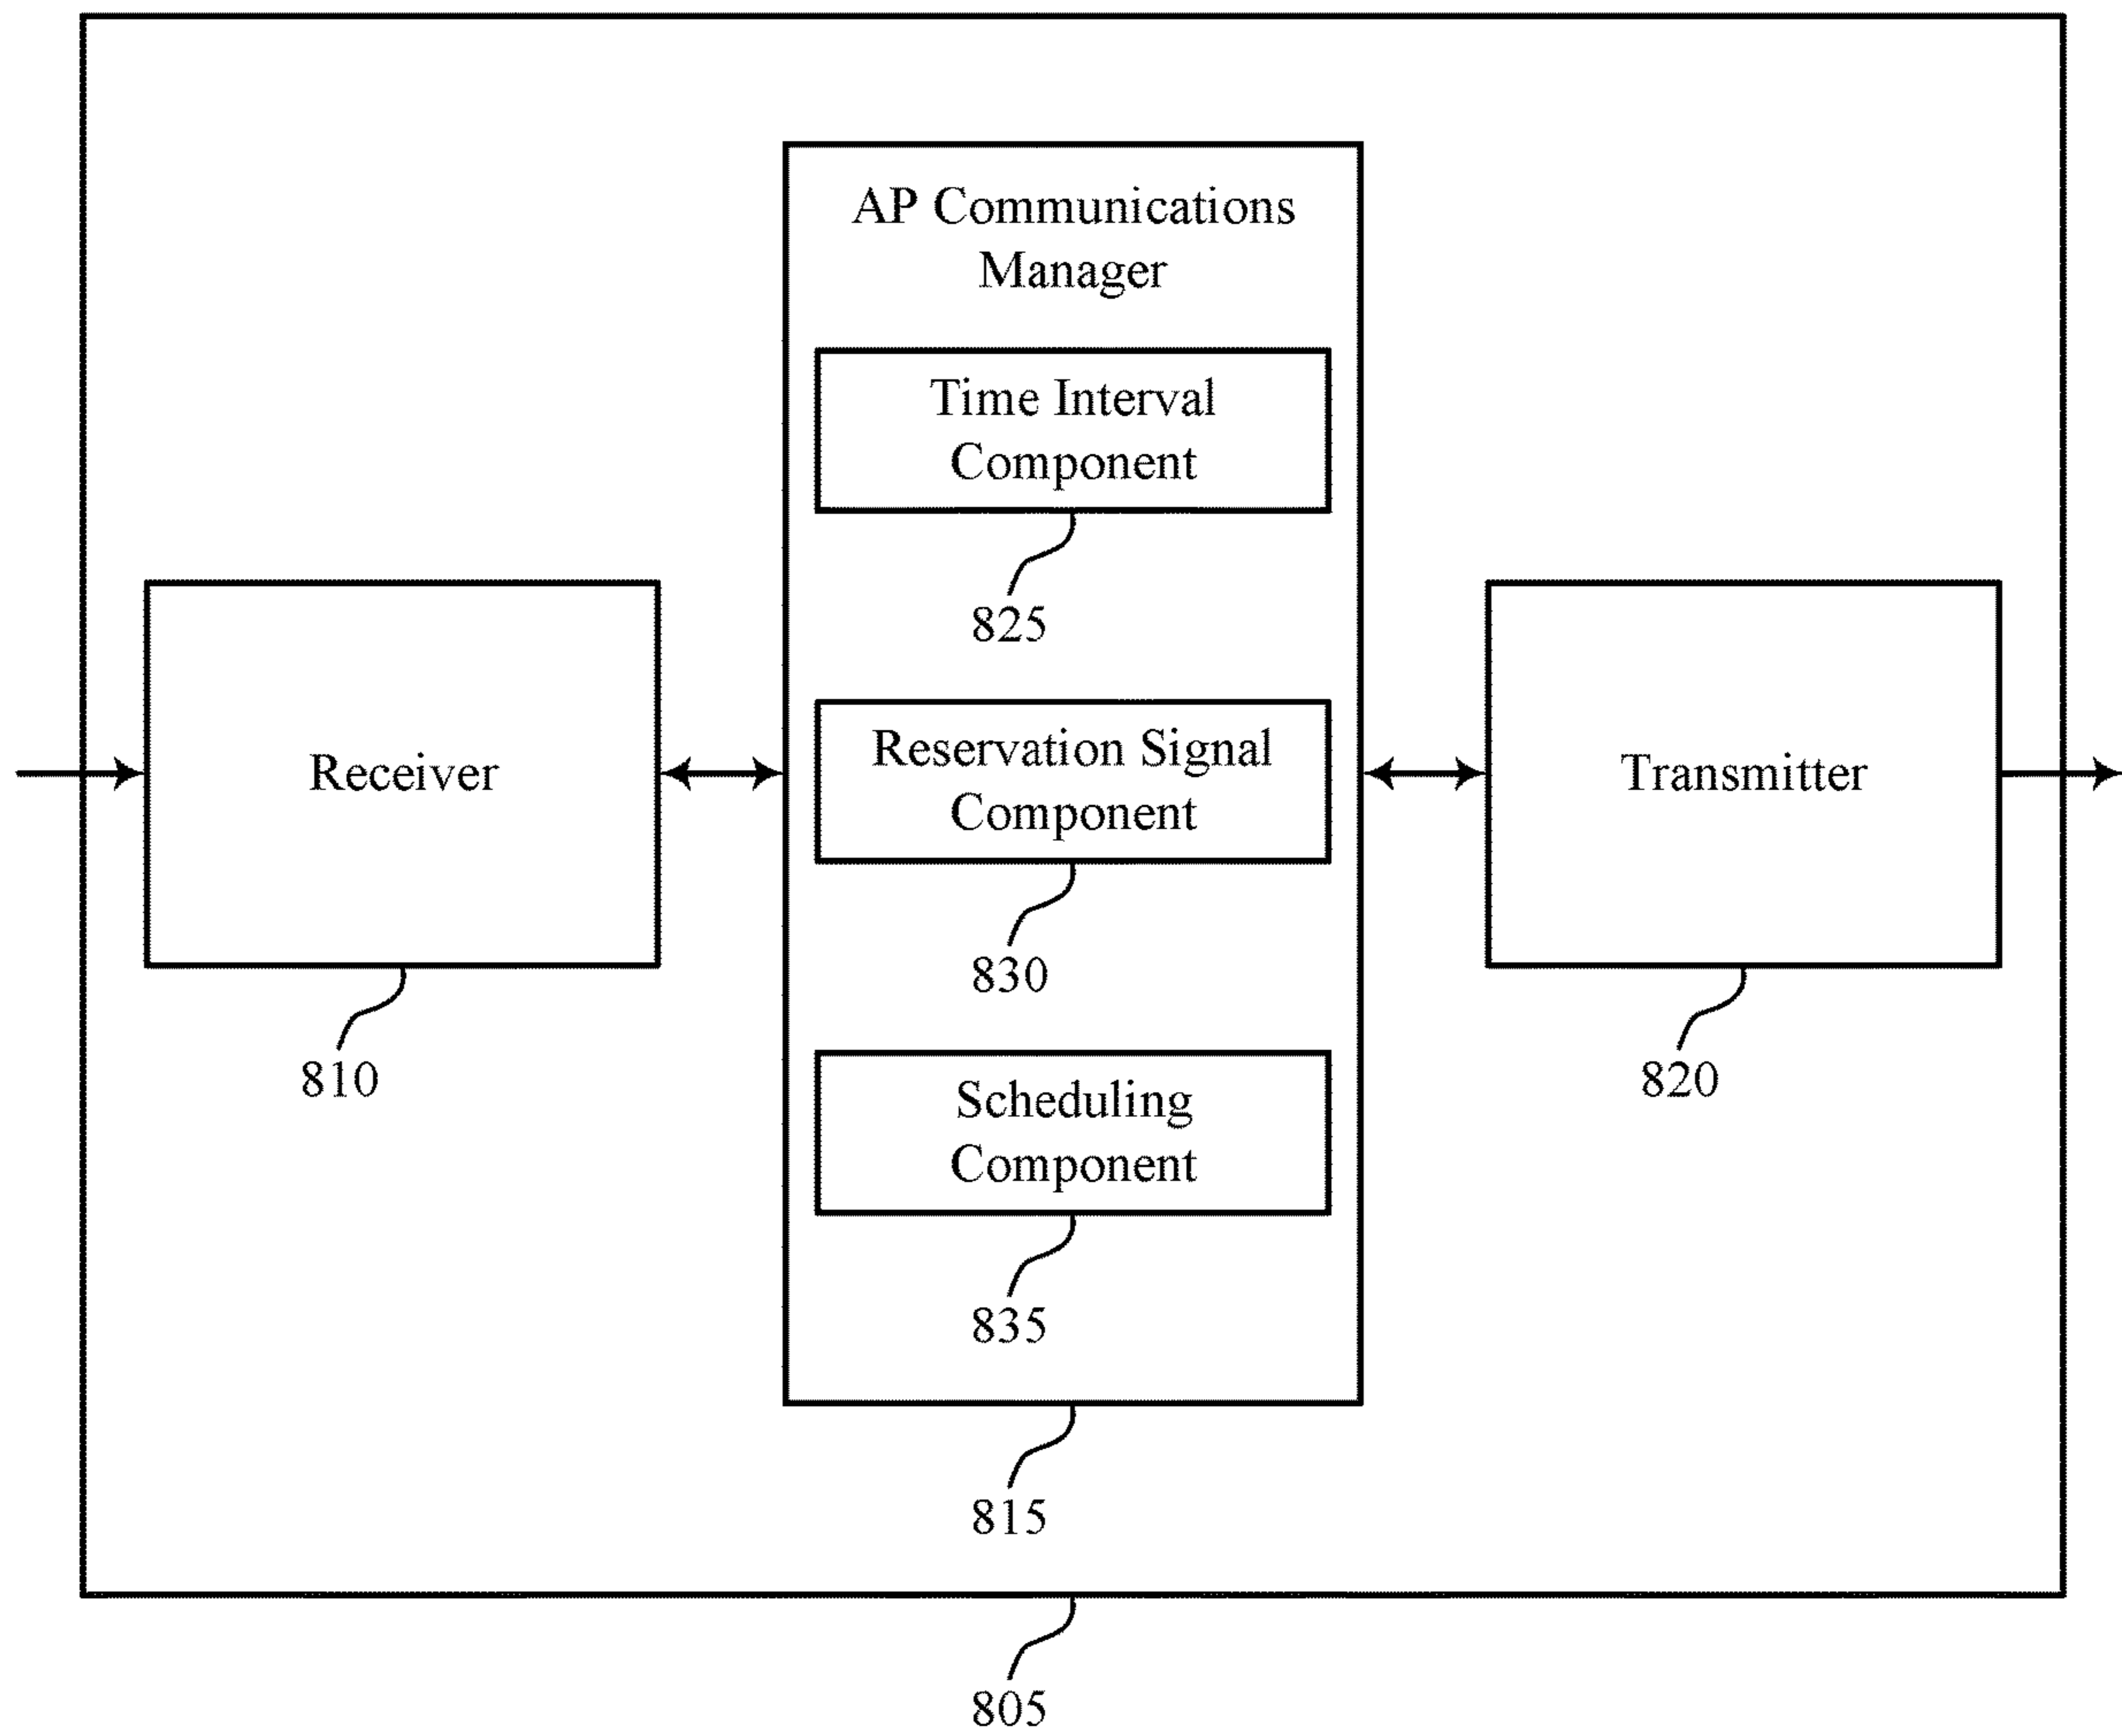 AP Communications
Manager
Time Interval
Component
825
Receiver
810
Reservation Signal
Component
830
Transmitter
820
Scheduling
Component
835
815
805